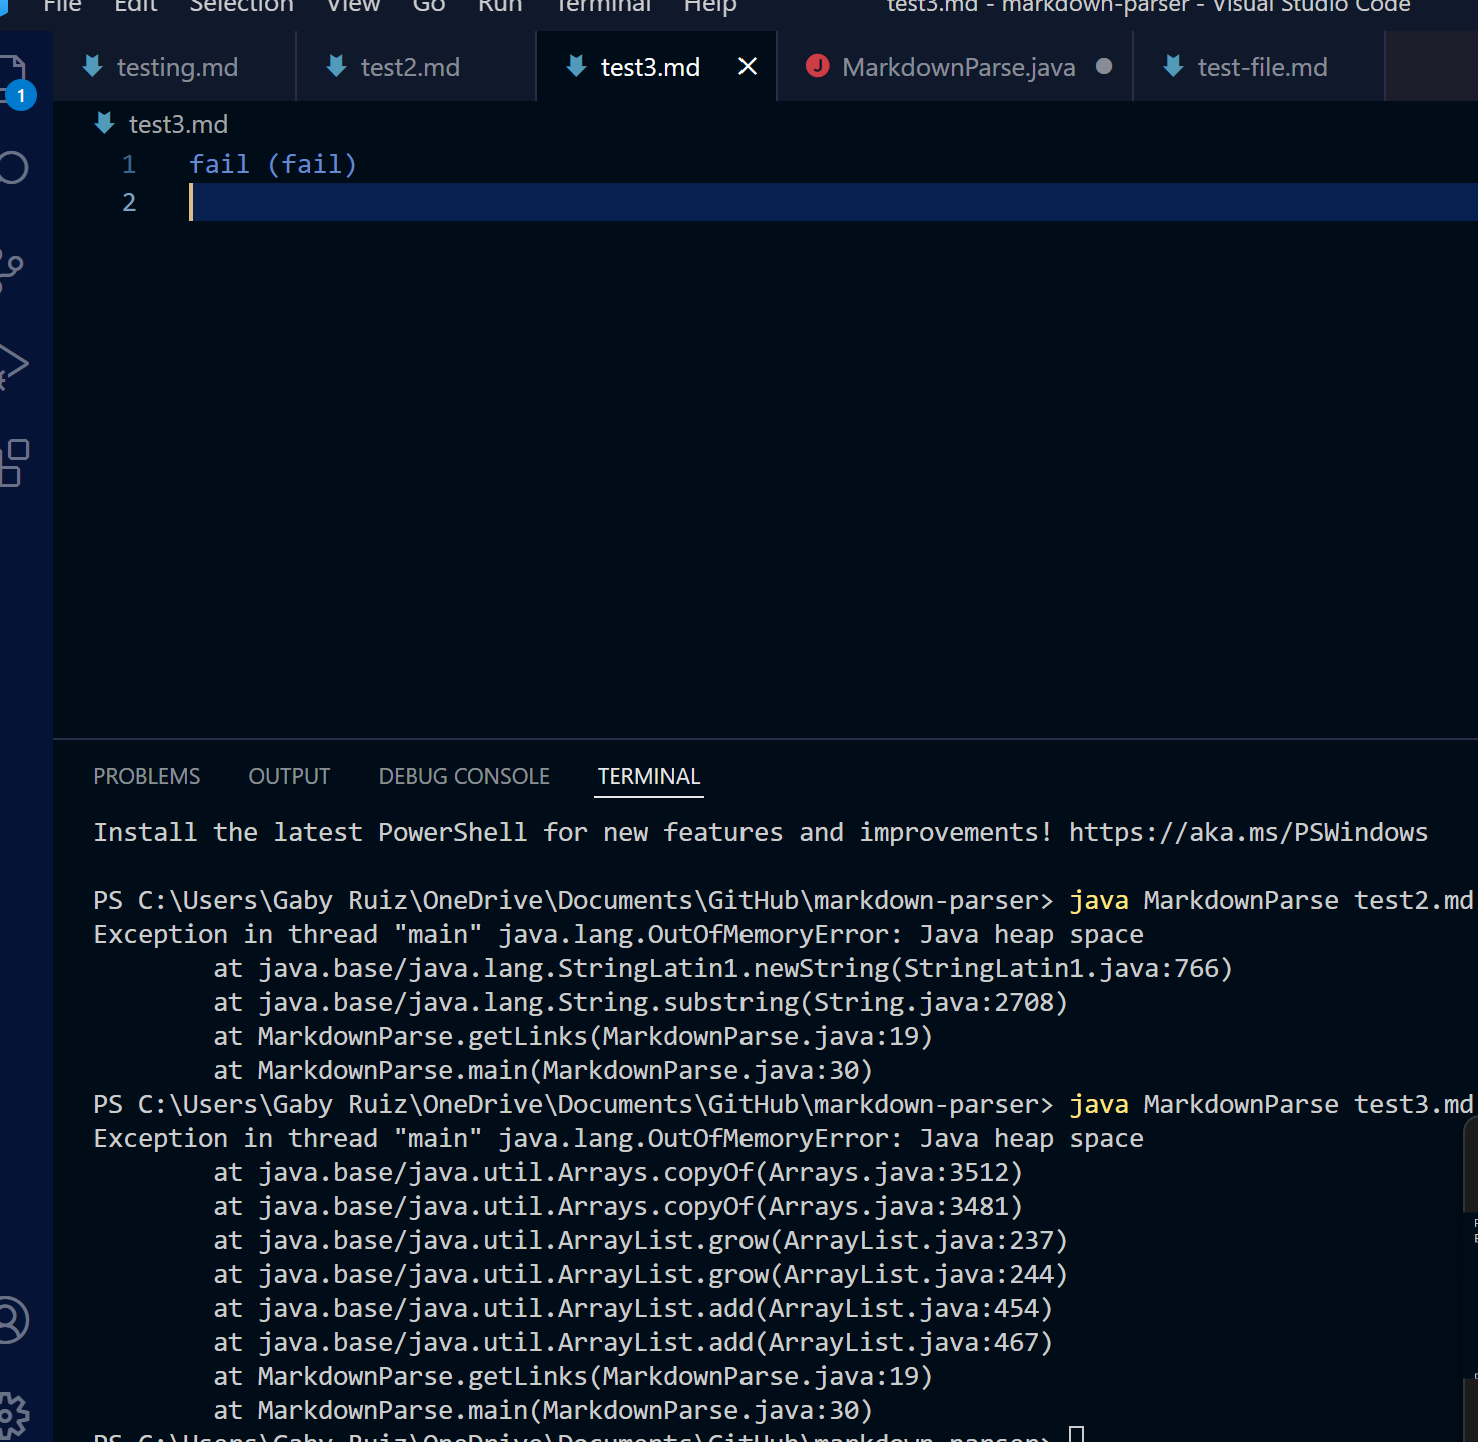 File Edit Selection View Go Run Terminal Help test3.md - markdown-parser - Visual Studio Code
testing.md test2.md test3.md MarkdownParse.java test-file.md
1
test3.md
1 fail (fail)
2
PROBLEMS OUTPUT DEBUG CONSOLE TERMINAL
Install the latest PowerShell for new features and improvements! https://aka.ms/PSWindows
PS C:\Users\Gaby Ruiz\OneDrive\Documents\GitHub\markdown-parser> java MarkdownParse test2.md
Exception in thread "main" java.lang.OutOfMemoryError: Java heap space
at java.base/java.lang.StringLatin1.newString(StringLatin1.java:766)
at java.base/java.lang.String.substring(String.java:2708)
at MarkdownParse.getLinks(MarkdownParse.java:19)
at MarkdownParse.main(MarkdownParse.java:30)
PS C:\Users\Gaby Ruiz\OneDrive\Documents\GitHub\markdown-parser> java MarkdownParse test3.md
Exception in thread "main" java.lang.OutOfMemoryError: Java heap space
at java.base/java.util.Arrays.copyOf(Arrays.java:3512)
at java.base/java.util.Arrays.copyOf(Arrays.java:3481)
at java.base/java.util.ArrayList.grow(ArrayList.java:237)
at java.base/java.util.ArrayList.grow(ArrayList.java:244)
at java.base/java.util.ArrayList.add(ArrayList.java:454)
at java.base/java.util.ArrayList.add(ArrayList.java:467)
at MarkdownParse.getLinks(MarkdownParse.java:19)
at MarkdownParse.main(MarkdownParse.java:30)
PS C:\Users\Gaby Ruiz\OneDrive\Documents\GitHub\markdown-parser>